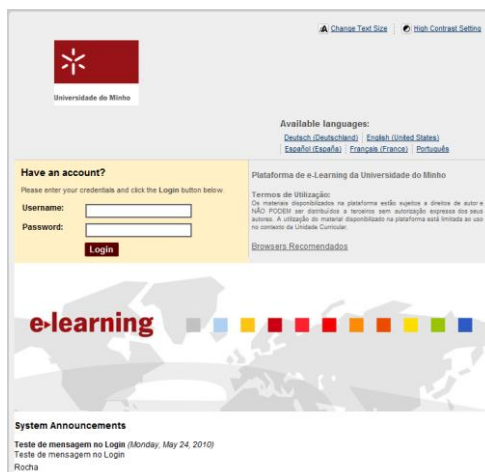 Change Text Size
High Contrast Setting
Universidade do Minho
Available languages:
Deutsch (Deutschland) English (United States)
Español (España) Français (France) Português
Have an account?
Please enter your credentials and click the Login button below.
Username:
Password:
Login
Plataforma de e-Learning da Universidade do Minho
Termos de Utilização:
Os materiais disponibilizados na plataforma estão sujeitos a direitos de autor e
NÃO PODEM ser distribuídos a terceiros sem autorização expressa dos seus
autores. A utilização do material disponibilizado na plataforma está limitada ao uso
no contexto da Unidade Curricular.
Browsers Recomendados
e-learning
System Announcements
Teste de mensagem no Login (Monday, May 24, 2010)
Teste de mensagem no Login
Rocha